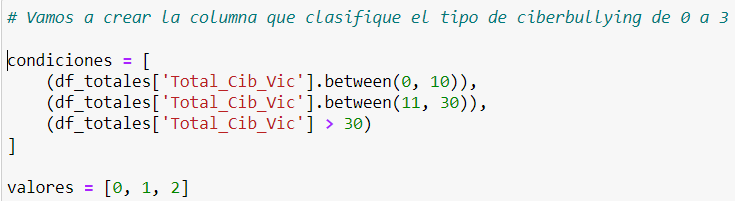 # Vamos a crear la columna que clasifique el tipo de ciberbullying de 0 a 3
condiciones = [
    (df_totales['Total_Cib_Vic'].between(0, 10)),
    (df_totales['Total_Cib_Vic'].between(11, 30)),
    (df_totales['Total_Cib_Vic'] > 30)
]
valores = [0, 1, 2]